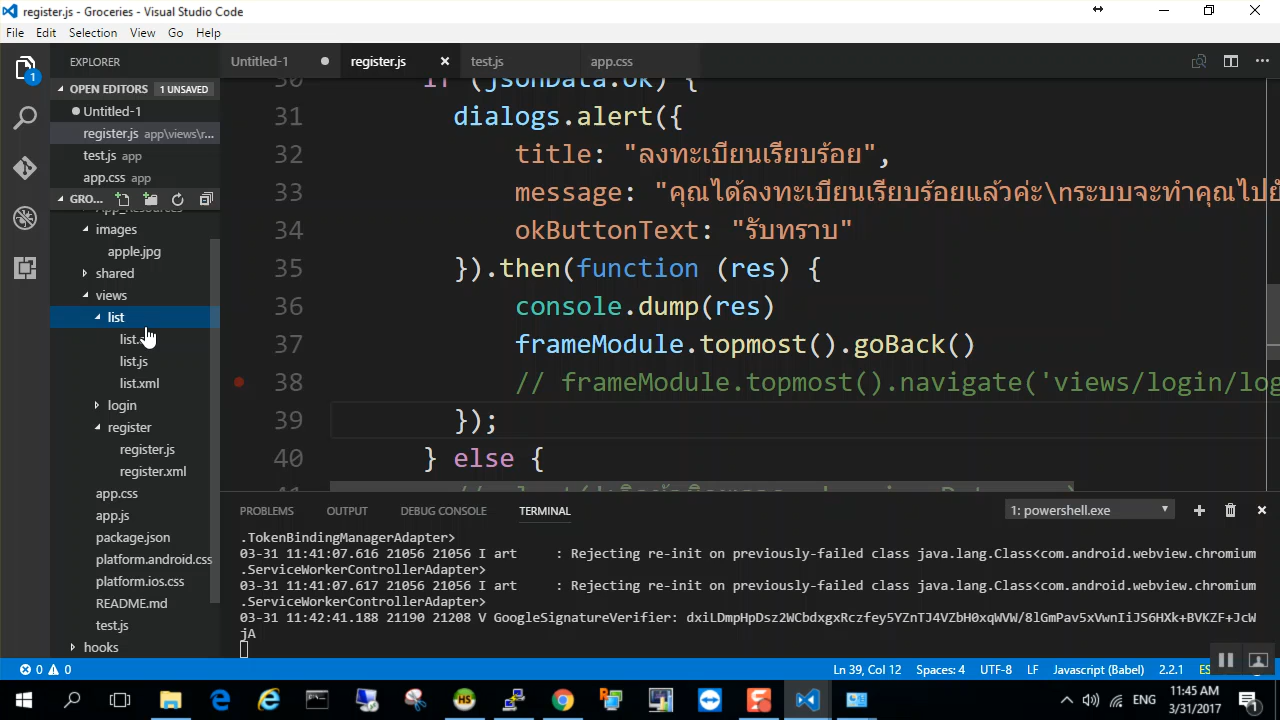 register.js - Groceries - Visual Studio Code
File Edit Selection View Go Help
EXPLORER
Untitled-1 register.js test.js app.css
OPEN EDITORS 1 UNSAVED
Untitled-1
register.js app\views\r...
test.js app
app.css app
GRO...
images
apple.jpg
shared
views
list
list.
list.js
list.xml
login
register
register.js
register.xml
app.css
app.js
package.json
platform.android.css
platform.ios.css
README.md
test.js
hooks
30 if (jsonData.ok) {
31 dialogs.alert({
32 title: "ลงทะเบียนเรียบร้อย",
33 message: "คุณได้ลงทะเบียนเรียบร้อยแล้วค่ะ\nระบบจะทำคุณไปยั
34 okButtonText: "รับทราบ"
35 }).then(function (res) {
36 console.dump(res)
37 frameModule.topmost().goBack()
38 // frameModule.topmost().navigate('views/login/log
39 });
40 } else {
PROBLEMS OUTPUT DEBUG CONSOLE TERMINAL 1: powershell.exe
.TokenBindingManagerAdapter>
03-31 11:41:07.616 21056 21056 I art : Rejecting re-init on previously-failed class java.lang.Class<com.android.webview.chromium
.ServiceWorkerControllerAdapter>
03-31 11:41:07.617 21056 21056 I art : Rejecting re-init on previously-failed class java.lang.Class<com.android.webview.chromium
.ServiceWorkerControllerAdapter>
03-31 11:42:41.188 21190 21208 V GoogleSignatureVerifier: dxiLDmpHpDsz2WCbdxgxRczfey5YZnTJ4VZbH0xqWVW/8lGmPav5xVwnIiJS6HXk+BVKZF+JcW
jA
0 0 Ln 39, Col 12 Spaces: 4 UTF-8 LF Javascript (Babel) 2.2.1 ES
ENG 11:45 AM
3/31/2017